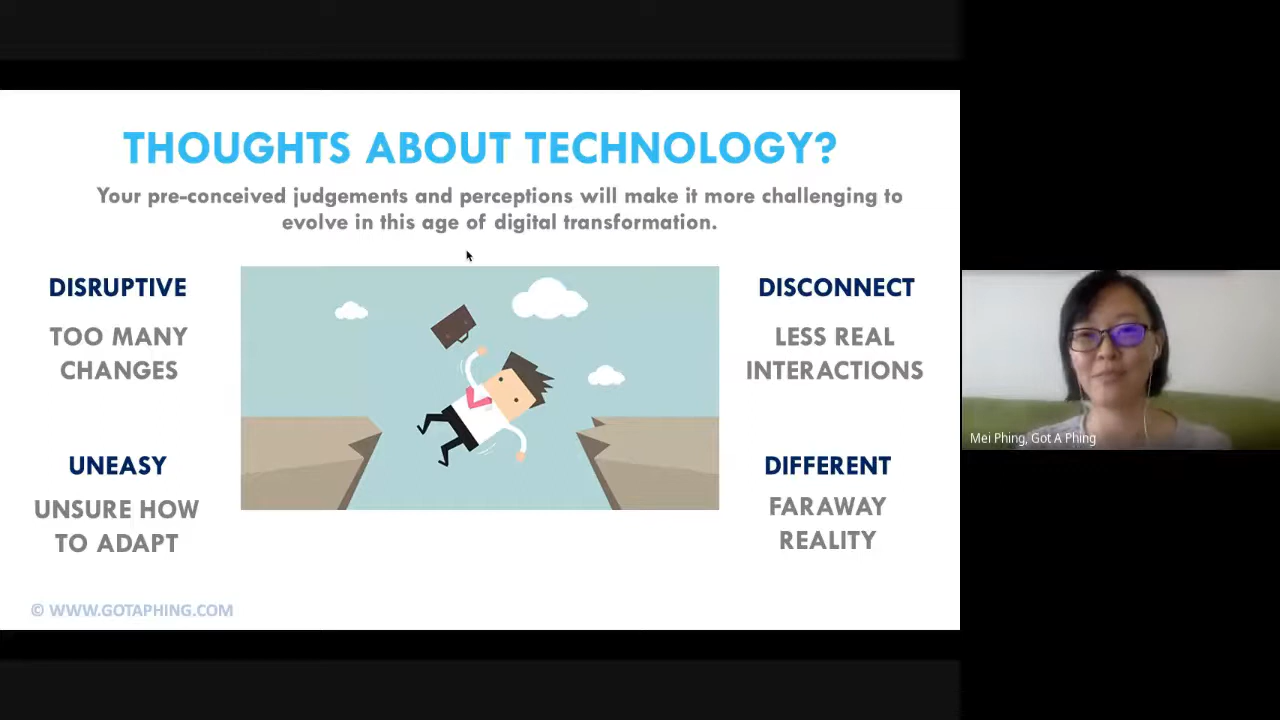 THOUGHTS ABOUT TECHNOLOGY?
Your pre-conceived judgements and perceptions will make it more challenging to
evolve in this age of digital transformation.
DISRUPTIVE
TOO MANY
CHANGES
UNEASY
UNSURE HOW
TO ADAPT
DISCONNECT
LESS REAL
INTERACTIONS
DIFFERENT
FARAWAY
REALITY
© WWW.GOTAPHING.COM
Mei Phing, Got A Phing